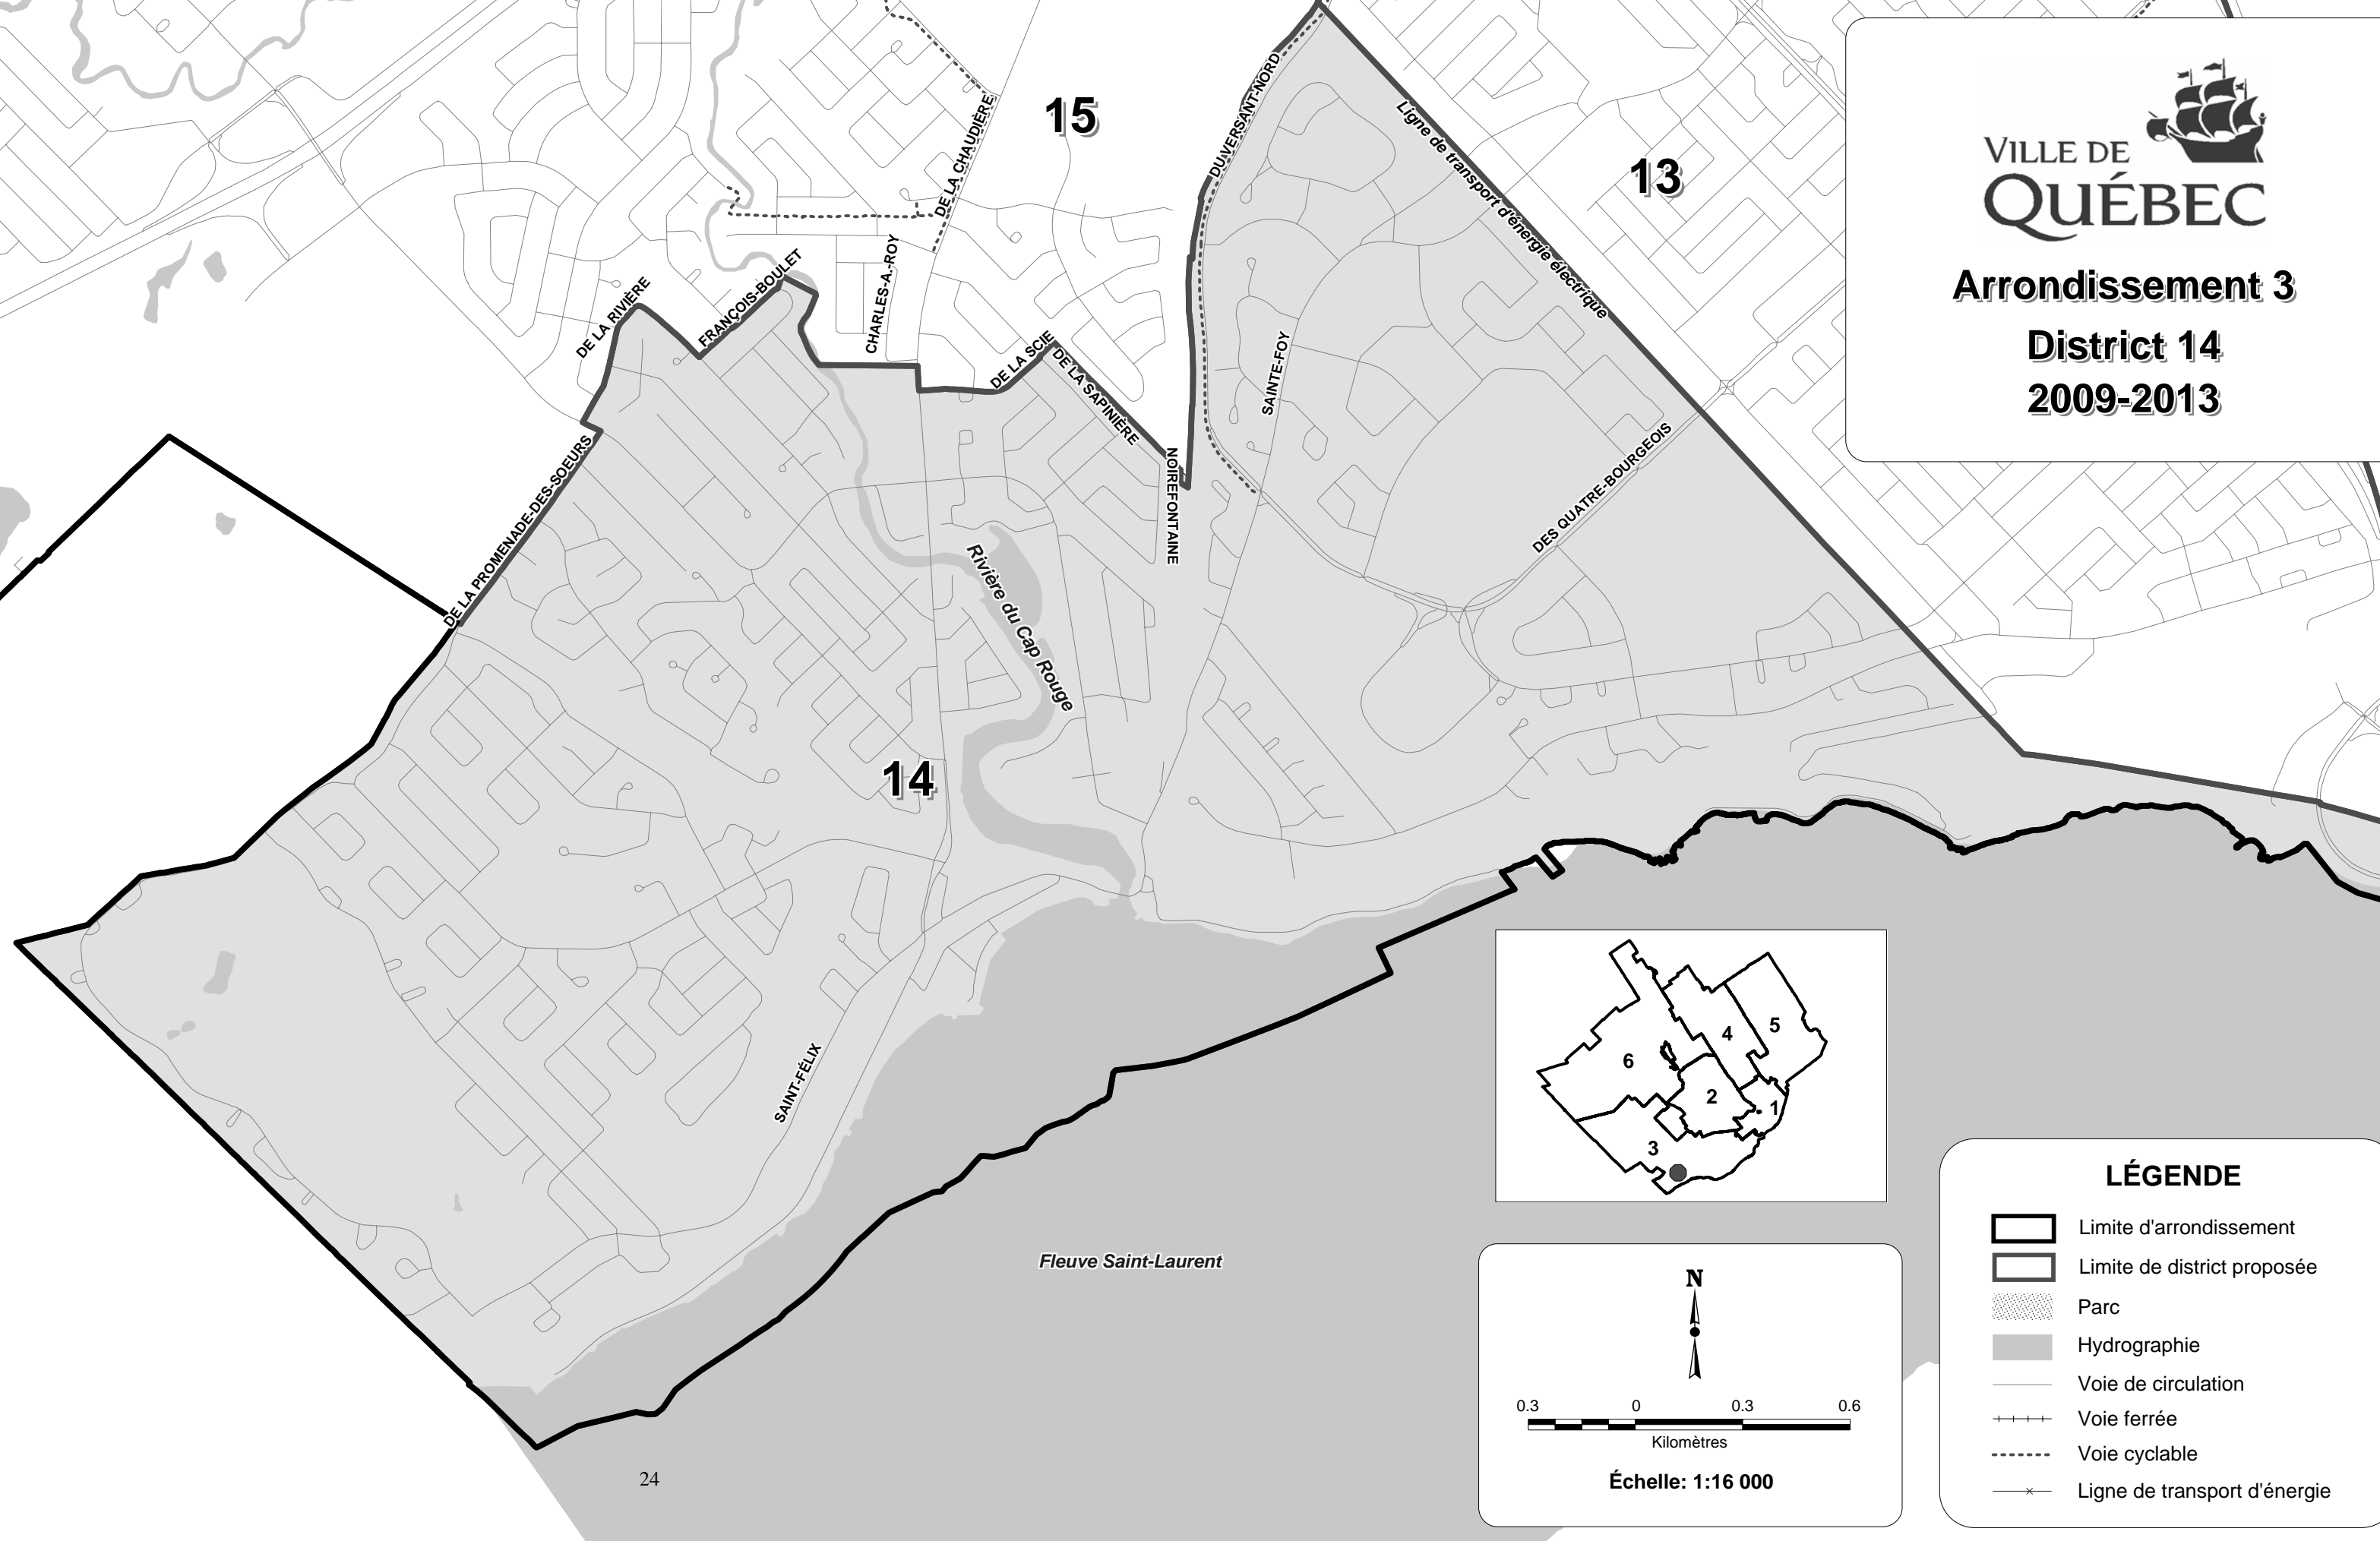 VILLE DE
QUÉBEC
Arrondissement 3
District 14
2009-2013
15
13
14
DE LA CHAUDIÈRE
DU VERSANT-NORD
Ligne de transport d'énergie électrique
DE LA RIVIÈRE
FRANÇOIS-BOULET
CHARLES-A.-ROY
DE LA SCIE
DE LA SAPINIÈRE
NOIREFONTAINE
SAINTE-FOY
DES QUATRE-BOURGEOIS
DE LA PROMENADE-DES-SOEURS
Rivière du Cap Rouge
SAINT-FÉLIX
Fleuve Saint-Laurent
4
5
6
2
1
3
N
0.3 0 0.3 0.6
Kilomètres
Échelle: 1:16 000
LÉGENDE
Limite d'arrondissement
Limite de district proposée
Parc
Hydrographie
Voie de circulation
Voie ferrée
Voie cyclable
Ligne de transport d'énergie
24